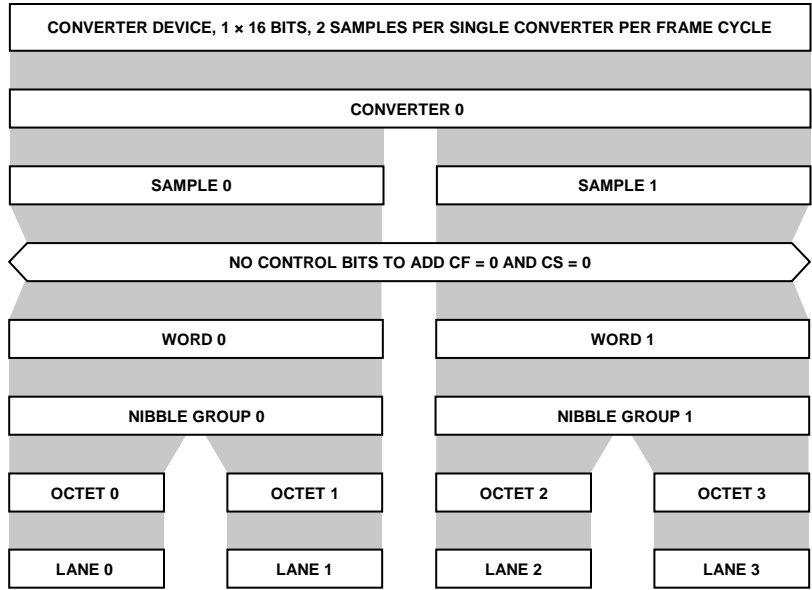 CONVERTER DEVICE, 1 × 16 BITS, 2 SAMPLES PER SINGLE CONVERTER PER FRAME CYCLE
CONVERTER 0
SAMPLE 0
SAMPLE 1
NO CONTROL BITS TO ADD CF = 0 AND CS = 0
WORD 0
WORD 1
NIBBLE GROUP 0
NIBBLE GROUP 1
OCTET 0
OCTET 1
OCTET 2
OCTET 3
LANE 0
LANE 1
LANE 2
LANE 3